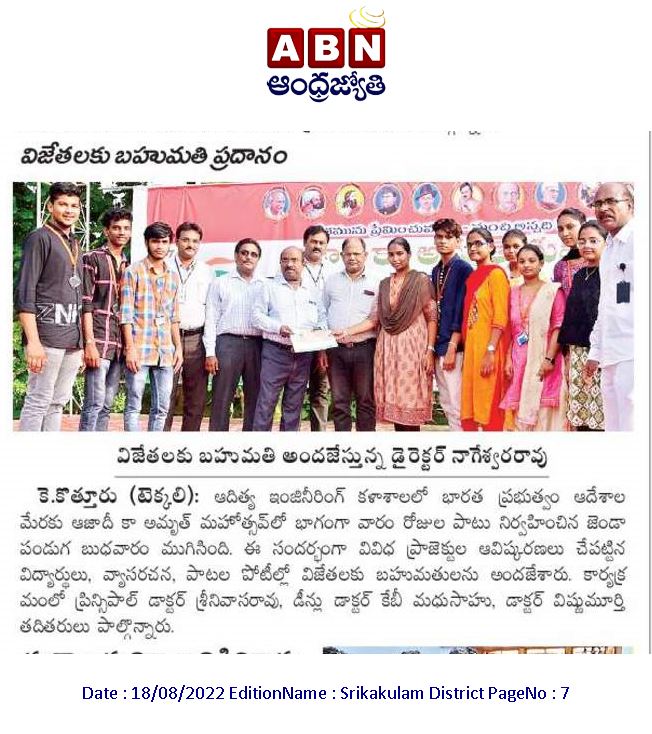 ABN
ఆంధ్రజ్యోతి
విజేతలకు బహుమతి ప్రదానం
విజేతలకు బహుమతి అందజేస్తున్న డైరెక్టర్ నాగేశ్వరరావు
కె.కొత్తూరు (టెక్కలి): ఆదిత్య ఇంజినీరింగ్ కళాశాలలో భారత ప్రభుత్వం ఆదేశాల
మేరకు ఆజాదీ కా అమృత్ మహోత్సవ్‌లో భాగంగా వారం రోజుల పాటు నిర్వహించిన జెండా
పండుగ బుధవారం ముగిసింది. ఈ సందర్భంగా వివిధ ప్రాజెక్టుల ఆవిష్కరణలు చేపట్టిన
విద్యార్థులు, వ్యాసరచన, పాటల పోటీల్లో విజేతలకు బహుమతులను అందజేశారు. కార్యక్ర
మంలో ప్రిన్సిపాల్ డాక్టర్ శ్రీనివాసరావు, డీన్లు డాక్టర్ కేబీ మధుసాహు, డాక్టర్ విష్ణుమూర్తి
తదితరులు పాల్గొన్నారు.
Date : 18/08/2022 EditionName : Srikakulam District PageNo : 7